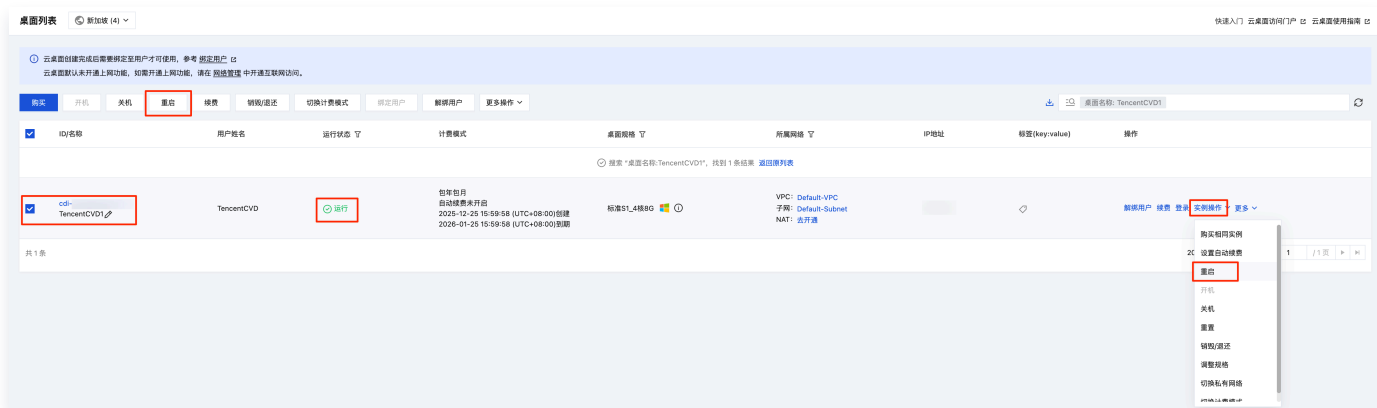 桌面列表 新加坡 (4)
快速入门 云桌面访问门户 云桌面使用指南
云桌面创建完成后需要绑定至用户才可使用，参考 绑定用户
云桌面默认未开通上网功能，如需开通上网功能，请在 网络管理 中开通互联网访问。
购买 开机 关机 重启 续费 销毁/退还 切换计费模式 绑定用户 解绑用户 更多操作 桌面名称: TencentCVD1
ID/名称 用户姓名 运行状态 计费模式 桌面规格 所属网络 IP地址 标签(key:value) 操作
搜索 "桌面名称:TencentCVD1"，找到 1 条结果 返回原列表
cdi-
TencentCVD1
TencentCVD
运行
包年包月
自动续费未开启
2025-12-25 15:59:58 (UTC+08:00)创建
2026-01-25 15:59:58 (UTC+08:00)到期
标准S1_4核8G
VPC: Default-VPC
子网: Default-Subnet
NAT: 去开通
解绑用户 续费 登录 实例操作 更多
共 1 条
20
1 / 1 页
购买相同实例
设置自动续费
重启
开机
关机
重置
销毁/退还
调整规格
切换私有网络
切换计费模式